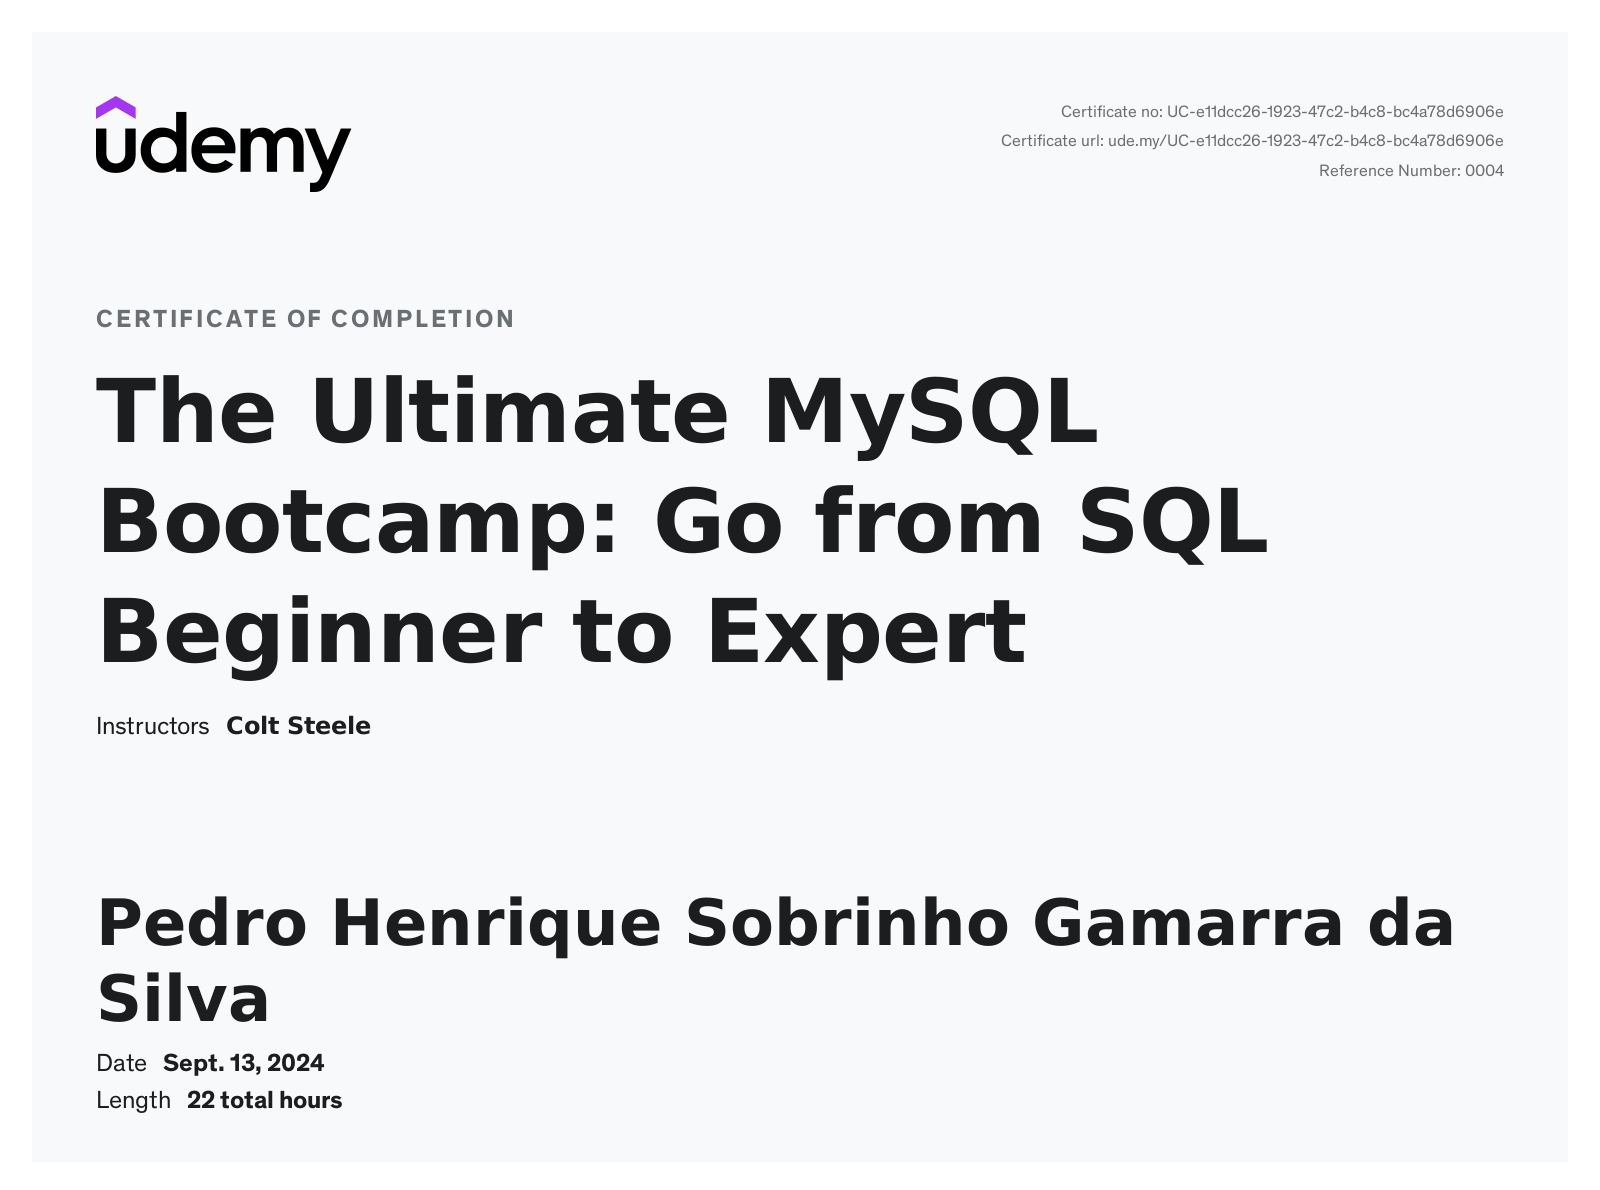 udemy
Certificate no: UC-e11dcc26-1923-47c2-b4c8-bc4a78d6906e
Certificate url: ude.my/UC-e11dcc26-1923-47c2-b4c8-bc4a78d6906e
Reference Number: 0004
CERTIFICATE OF COMPLETION
The Ultimate MySQL
Bootcamp: Go from SQL
Beginner to Expert
Instructors Colt Steele
Pedro Henrique Sobrinho Gamarra da
Silva
Date Sept. 13, 2024
Length 22 total hours